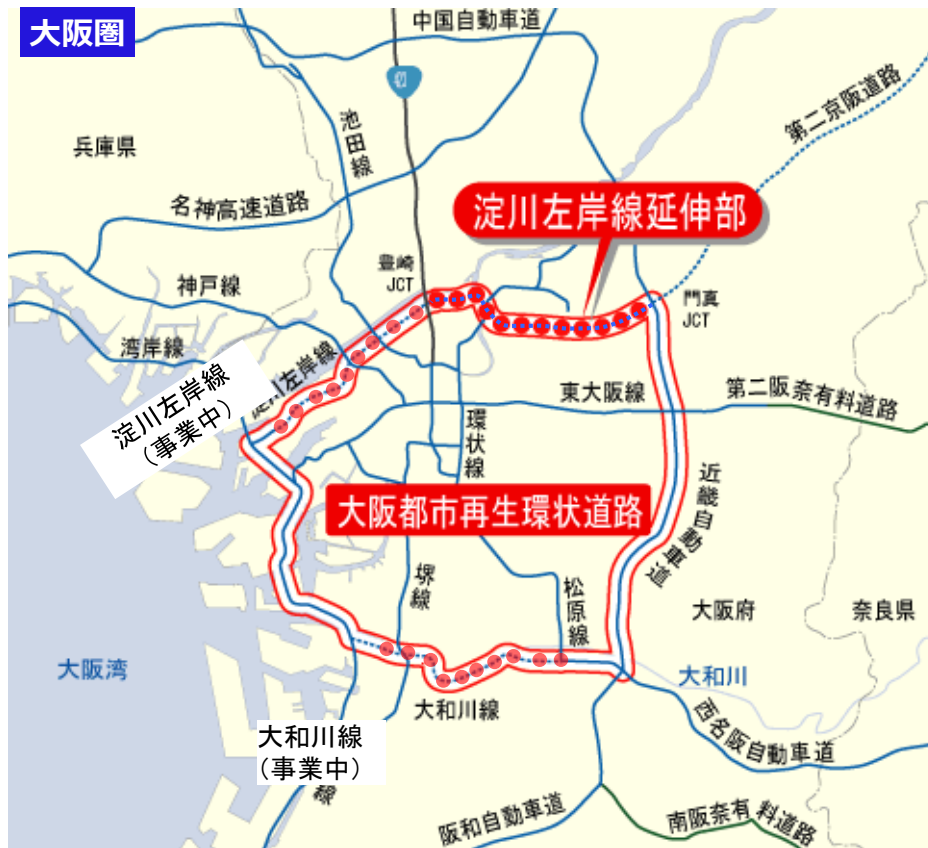 大阪圏
中国自動車道
423
第二京阪道路
兵庫県
池田線
名神高速道路
淀川左岸線延伸部
豊崎
JCT
神戸線
門真
JCT
湾岸線
淀川左岸線
淀川左岸線
（事業中）
東大阪線
第二阪奈有料道路
環状線
大阪都市再生環状道路
近畿自動車道
堺線
松原線
大阪府
奈良県
大阪湾
大和川
大和川線
西名阪自動車道
大和川線
（事業中）
線
阪和自動車道
南阪奈有料道路